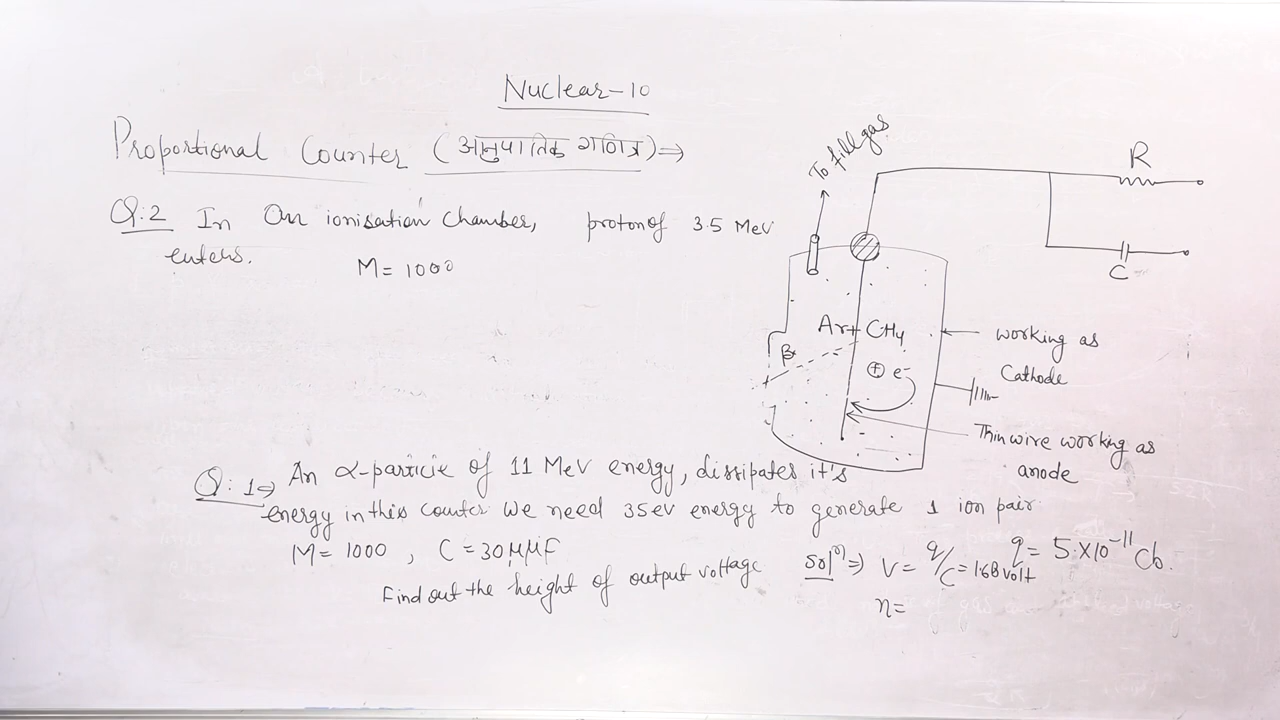 Nuclear-10
Proportional Counter (आनुपातिक गणित्र) ⇒
Q:2 In an ionisation chamber, proton of 3.5 MeV
enters.
M = 1000
To fill gas
R
C
Ar + CH4
β-
⊕ e-
working as
Cathode
Thin wire working as
anode
Q: 1⇒ An α-particle of 11 MeV energy, dissipates it's
energy in this counter. We need 35 ev energy to generate 1 ion pair.
M = 1000 , C = 30 μμF
Find out the height of output voltage
solⁿ ⇒ V = q/C = 1.68 volt q = 5.×10⁻¹¹ Cb.
n =